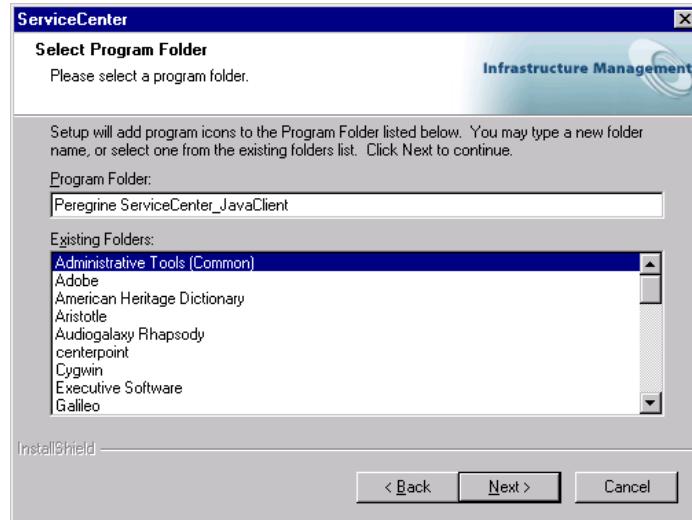 ServiceCenter
Select Program Folder
Please select a program folder.
Infrastructure Management
Setup will add program icons to the Program Folder listed below. You may type a new folder
name, or select one from the existing folders list. Click Next to continue.
Program Folder:
Peregrine ServiceCenter_JavaClient
Existing Folders:
Administrative Tools (Common)
Adobe
American Heritage Dictionary
Aristotle
Audiogalaxy Rhapsody
centerpoint
Cygwin
Executive Software
Galileo
InstallShield
< Back
Next >
Cancel